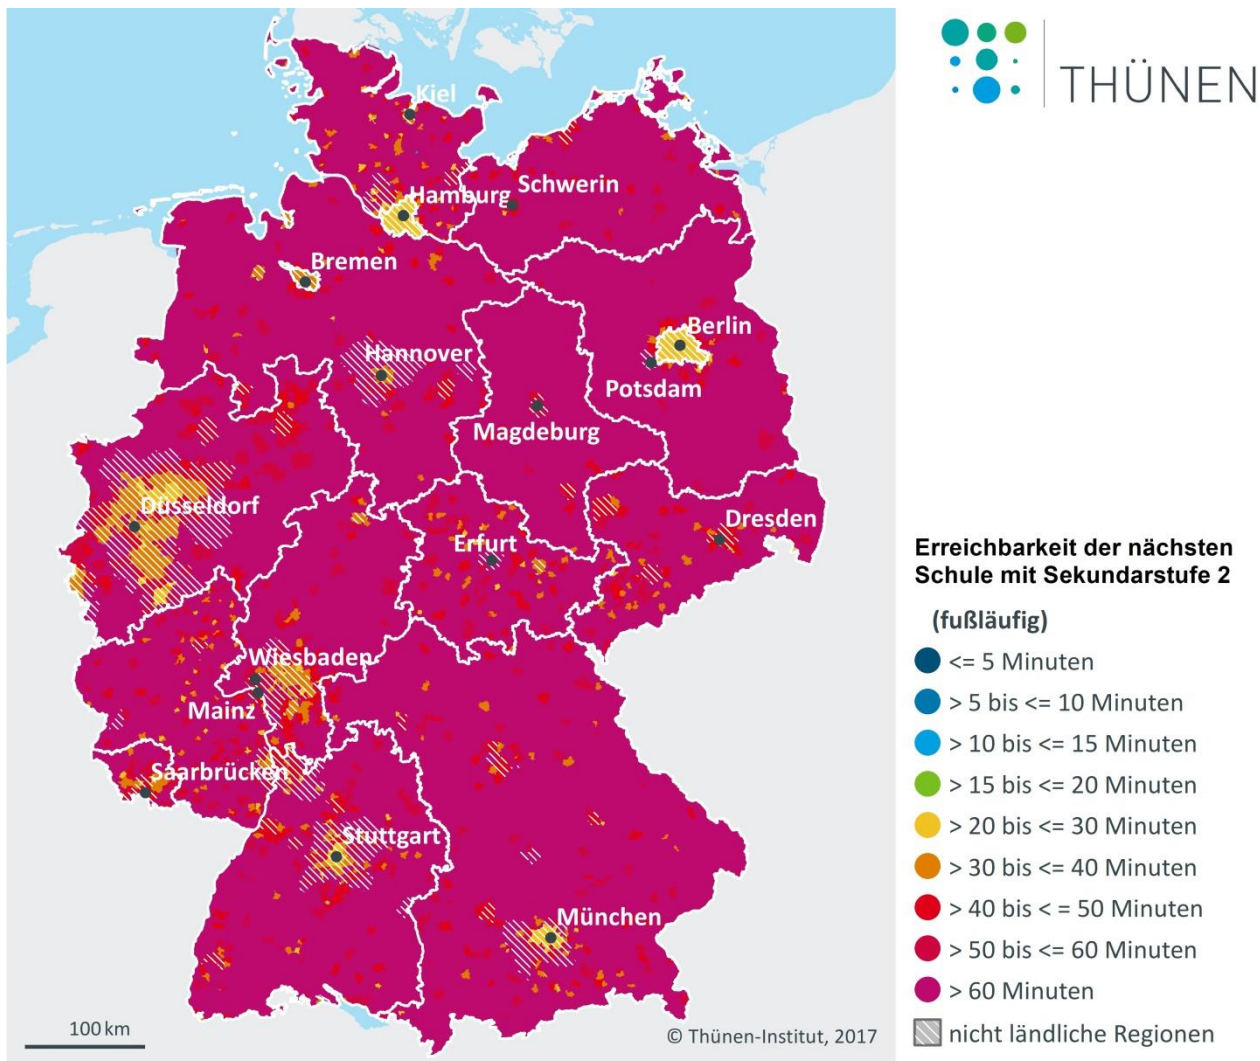 THÜNEN
Kiel
Schwerin
Hamburg
Bremen
Berlin
Hannover
Potsdam
Magdeburg
Düsseldorf
Dresden
Erfurt
Wiesbaden
Mainz
Saarbrücken
Stuttgart
München
100 km
© Thünen-Institut, 2017
Erreichbarkeit der nächsten
Schule mit Sekundarstufe 2
(fußläufig)
<= 5 Minuten
> 5 bis <= 10 Minuten
> 10 bis <= 15 Minuten
> 15 bis <= 20 Minuten
> 20 bis <= 30 Minuten
> 30 bis <= 40 Minuten
> 40 bis < = 50 Minuten
> 50 bis <= 60 Minuten
> 60 Minuten
nicht ländliche Regionen